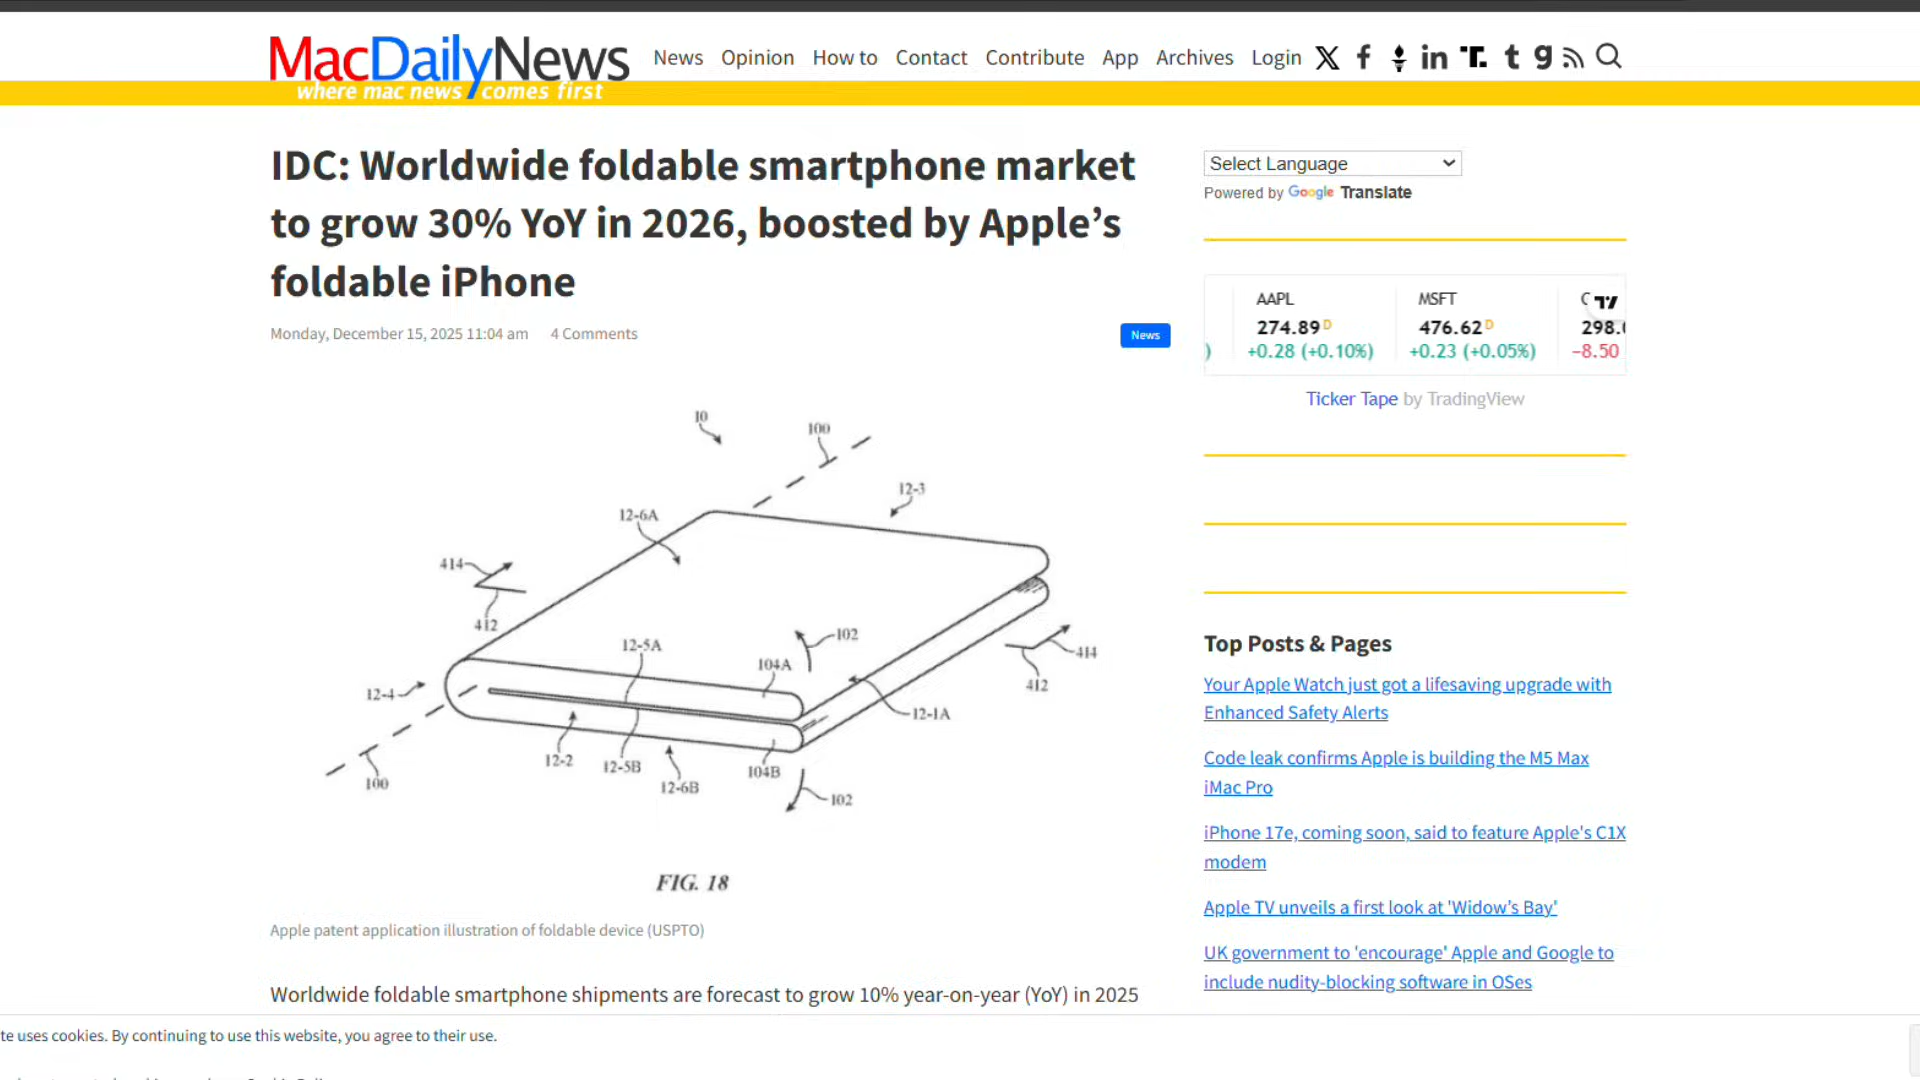 MacDailyNews
where mac news comes first
News Opinion How to Contact Contribute App Archives Login
IDC: Worldwide foldable smartphone market
to grow 30% YoY in 2026, boosted by Apple’s
foldable iPhone
Monday, December 15, 2025 11:04 am 4 Comments
News
10
100
12-3
12-6A
414
412
12-5A
102
104A
414
412
12-4
12-1A
12-2
12-5B
12-6B
104B
100
102
FIG. 18
Apple patent application illustration of foldable device (USPTO)
Worldwide foldable smartphone shipments are forecast to grow 10% year-on-year (YoY) in 2025
Select Language
Powered by Google Translate
AAPL
274.89 D
+0.28 (+0.10%)
MSFT
476.62 D
+0.23 (+0.05%)
298.
−8.50
Ticker Tape by TradingView
Top Posts & Pages
Your Apple Watch just got a lifesaving upgrade with
Enhanced Safety Alerts
Code leak confirms Apple is building the M5 Max
iMac Pro
iPhone 17e, coming soon, said to feature Apple's C1X
modem
Apple TV unveils a first look at 'Widow’s Bay'
UK government to 'encourage' Apple and Google to
include nudity-blocking software in OSes
te uses cookies. By continuing to use this website, you agree to their use.